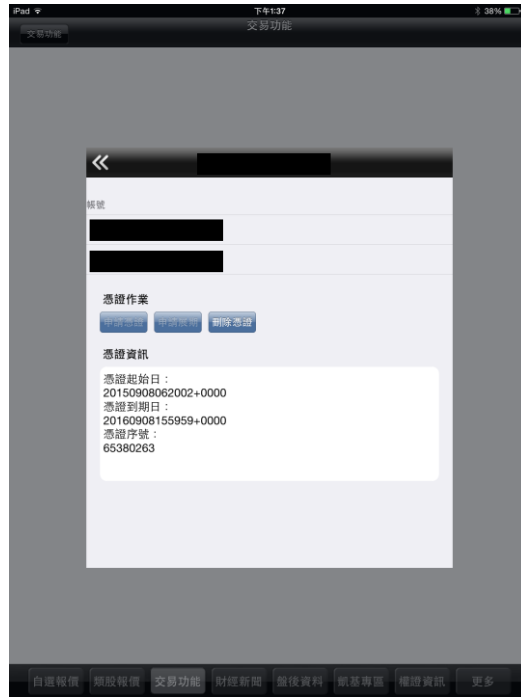 iPad 下午1:37 38%
交易功能 交易功能
帳號
憑證作業
申請憑證 申請展期 刪除憑證
憑證資訊
憑證起始日：
20150908062002+0000
憑證到期日：
20160908155959+0000
憑證序號：
65380263
自選報價 類股報價 交易功能 財經新聞 盤後資料 凱基專區 權證資訊 更多